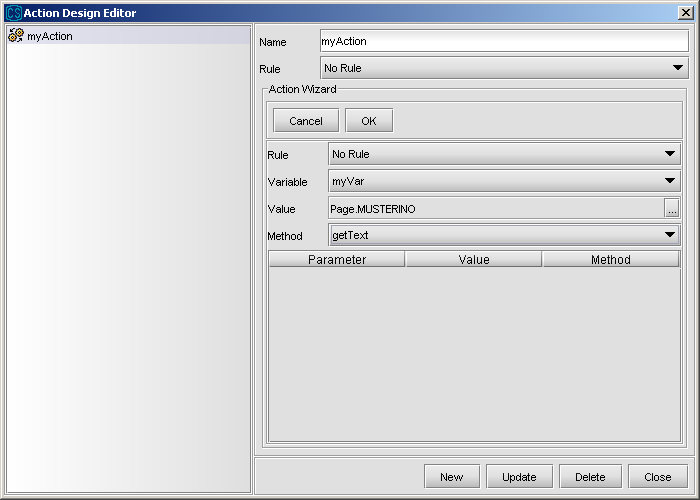 CS Action Design Editor
myAction
Name myAction
Rule No Rule
Action Wizard
Cancel OK
Rule No Rule
Variable myVar
Value Page.MUSTERINO ...
Method getText
Parameter Value Method
New Update Delete Close